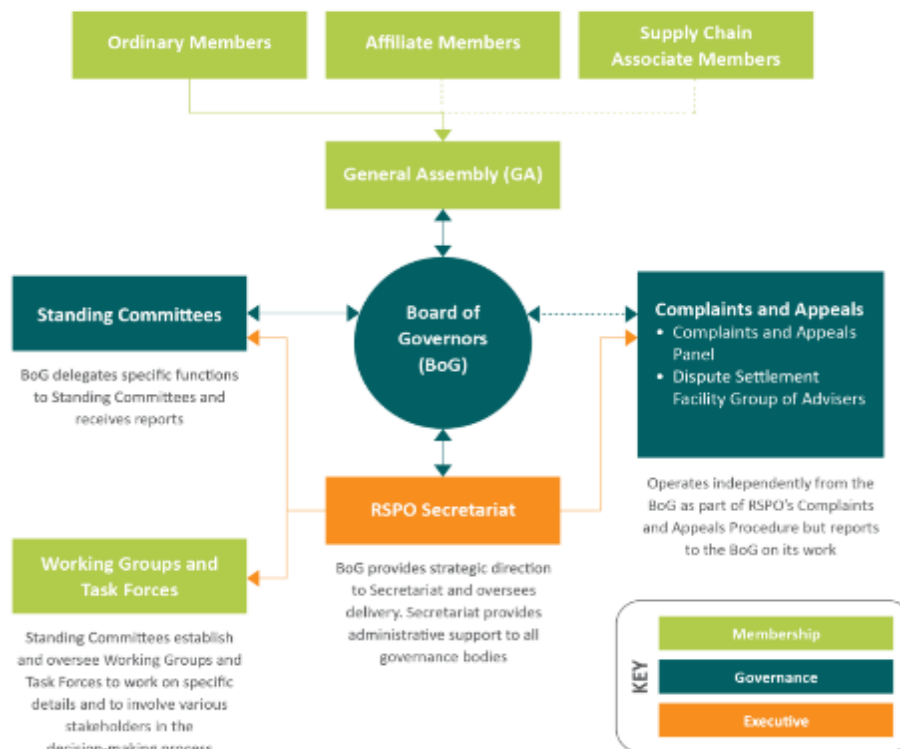 Ordinary Members
Affiliate Members
Supply Chain
Associate Members
General Assembly (GA)
Standing Committees
BoG delegates specific functions
to Standing Committees and
receives reports
Board of
Governors
(BoG)
Complaints and Appeals
• Complaints and Appeals
Panel
• Dispute Settlement
Facility Group of Advisers
Operates independently from the
BoG as part of RSPO's Complaints
and Appeals Procedure but reports
to the BoG on its work
RSPO Secretariat
BoG provides strategic direction
to Secretariat and oversees
delivery. Secretariat provides
administrative support to all
governance bodies
Working Groups and
Task Forces
Standing Committees establish
and oversee Working Groups and
Task Forces to work on specific
details and to involve various
stakeholders in the
decision-making process
KEY
Membership
Governance
Executive